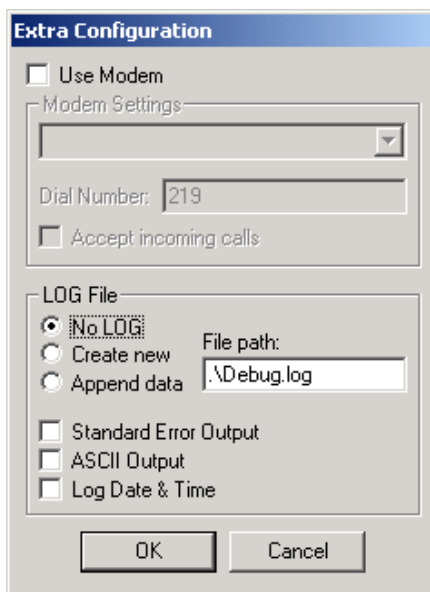 Extra Configuration
Use Modem
Modem Settings
Dial Number: 219
Accept incoming calls
LOG File
No LOG
Create new
File path:
Append data
.\Debug.log
Standard Error Output
ASCII Output
Log Date & Time
OK
Cancel